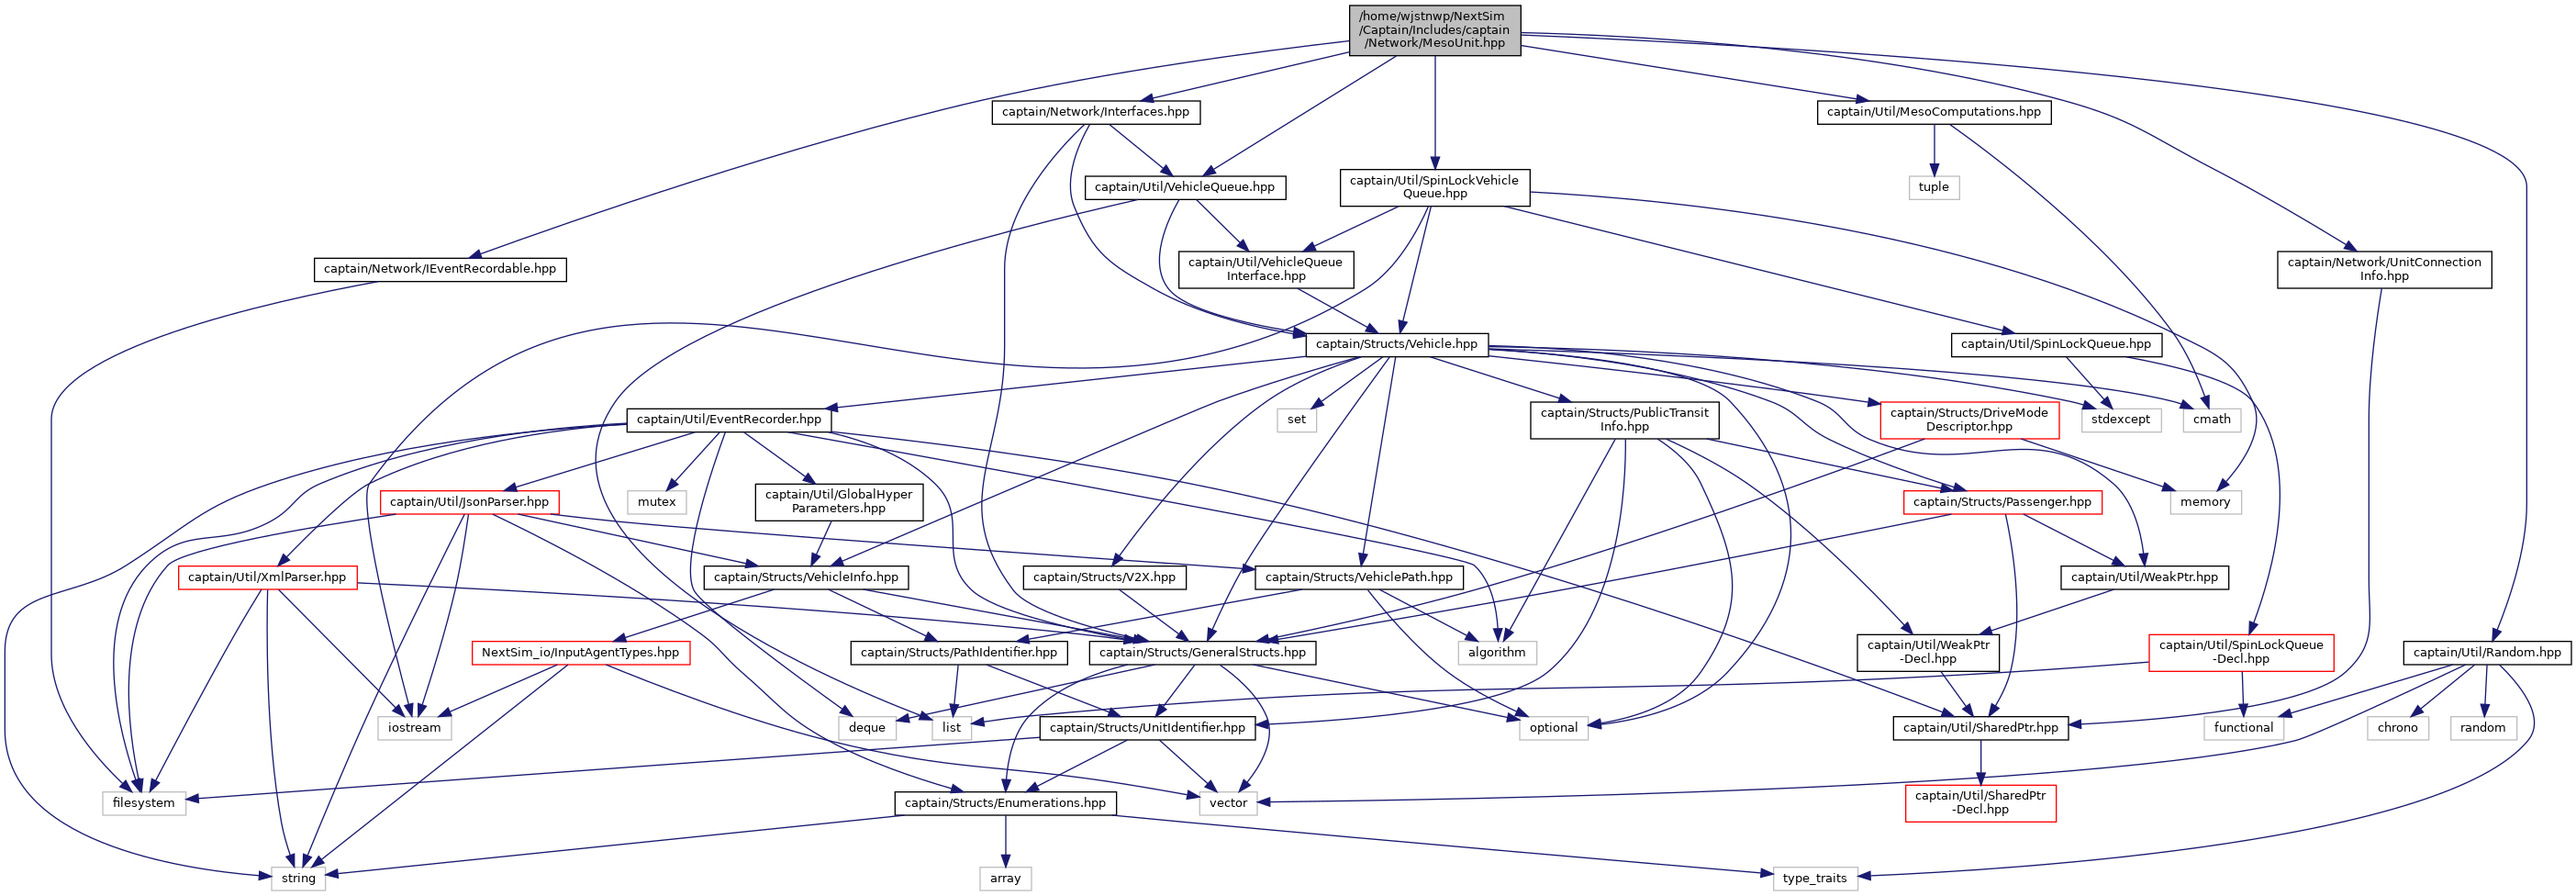 /home/wjstnwp/NextSim
/Captain/Includes/captain
/Network/MesoUnit.hpp
captain/Network/Interfaces.hpp
captain/Util/MesoComputations.hpp
captain/Util/VehicleQueue.hpp
captain/Util/SpinLockVehicle
Queue.hpp
tuple
captain/Network/IEventRecordable.hpp
captain/Util/VehicleQueue
Interface.hpp
captain/Network/UnitConnection
Info.hpp
captain/Structs/Vehicle.hpp
captain/Util/SpinLockQueue.hpp
captain/Util/EventRecorder.hpp
set
captain/Structs/PublicTransit
Info.hpp
captain/Structs/DriveMode
Descriptor.hpp
stdexcept
cmath
captain/Util/JsonParser.hpp
mutex
captain/Util/GlobalHyper
Parameters.hpp
captain/Structs/Passenger.hpp
memory
captain/Util/XmlParser.hpp
captain/Structs/VehicleInfo.hpp
captain/Structs/V2X.hpp
captain/Structs/VehiclePath.hpp
captain/Util/WeakPtr.hpp
NextSim_io/InputAgentTypes.hpp
captain/Structs/PathIdentifier.hpp
captain/Structs/GeneralStructs.hpp
algorithm
captain/Util/WeakPtr
-Decl.hpp
captain/Util/SpinLockQueue
-Decl.hpp
captain/Util/Random.hpp
iostream
deque
list
captain/Structs/UnitIdentifier.hpp
optional
captain/Util/SharedPtr.hpp
functional
chrono
random
filesystem
captain/Structs/Enumerations.hpp
vector
captain/Util/SharedPtr
-Decl.hpp
string
array
type_traits